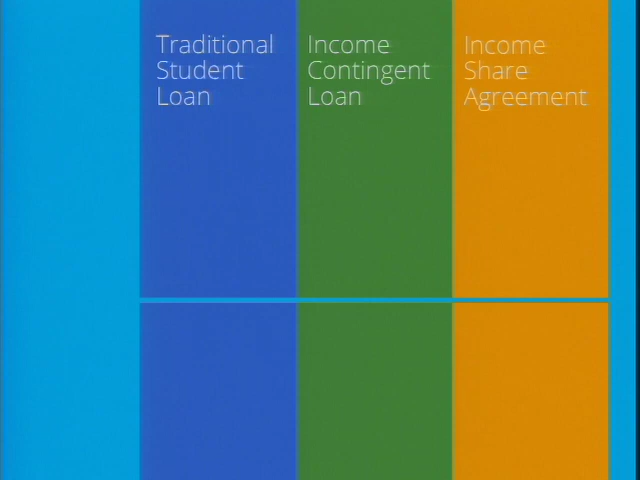 Traditional
Student
Loan
Income
Contingent
Loan
Income
Share
Agreement